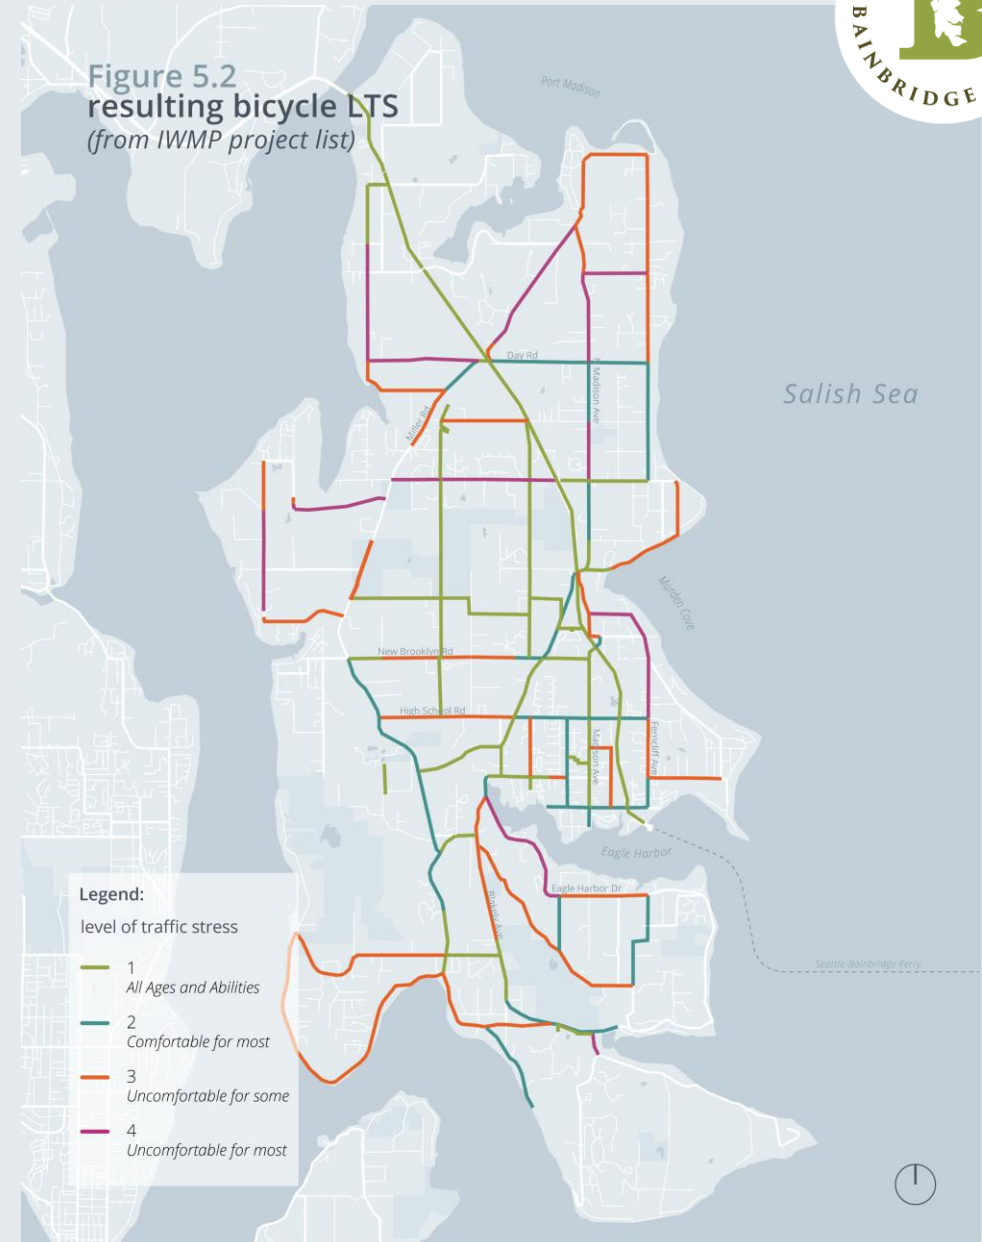 Figure 5.2
resulting bicycle LTS
(from IWMP project list)
BAINBRIDGE
Port Madison
Salish Sea
Day Rd
Madison Ave
Miller Rd
Murden Cove
New Brooklyn Rd
High School Rd
Madison Ave
Ferncliff Ave
Eagle Harbor
Eagle Harbor Dr
Blakely Ave
Seattle-Bainbridge Ferry
Legend:
level of traffic stress
1
All Ages and Abilities
2
Comfortable for most
3
Uncomfortable for some
4
Uncomfortable for most